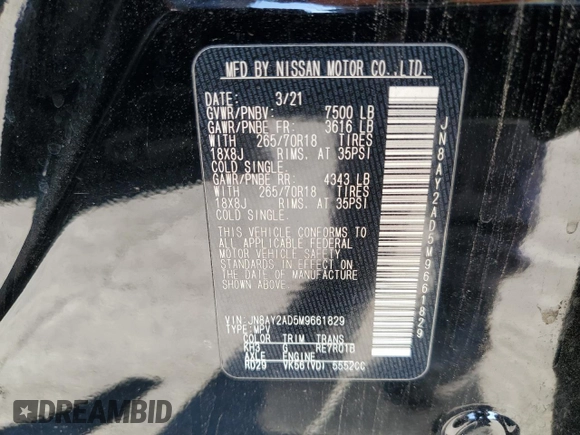 MFD BY NISSAN MOTOR CO.,LTD.
DATE: 3/21
GVWR/PNBV: 7500 LB
GAWR/PNBE FR: 3616 LB
WITH 265/70R18 TIRES
18X8J RIMS. AT 35PSI
COLD SINGLE.
GAWR/PNBE RR: 4343 LB
WITH 265/70R18 TIRES
18X8J RIMS. AT 35PSI
COLD SINGLE.
THIS VEHICLE CONFORMS TO
ALL APPLICABLE FEDERAL
MOTOR VEHICLE SAFETY
STANDARDS IN EFFECT ON
THE DATE OF MANUFACTURE
SHOWN ABOVE.
VIN: JN8AY2AD5M9661829
TYPE: MPV
COLOR TRIM TRANS
KH3 G RE7R01B
AXLE ENGINE
RD29 VK56(VD) 5552CC
JN8AY2AD5M9661829
DREAMBID
.COM